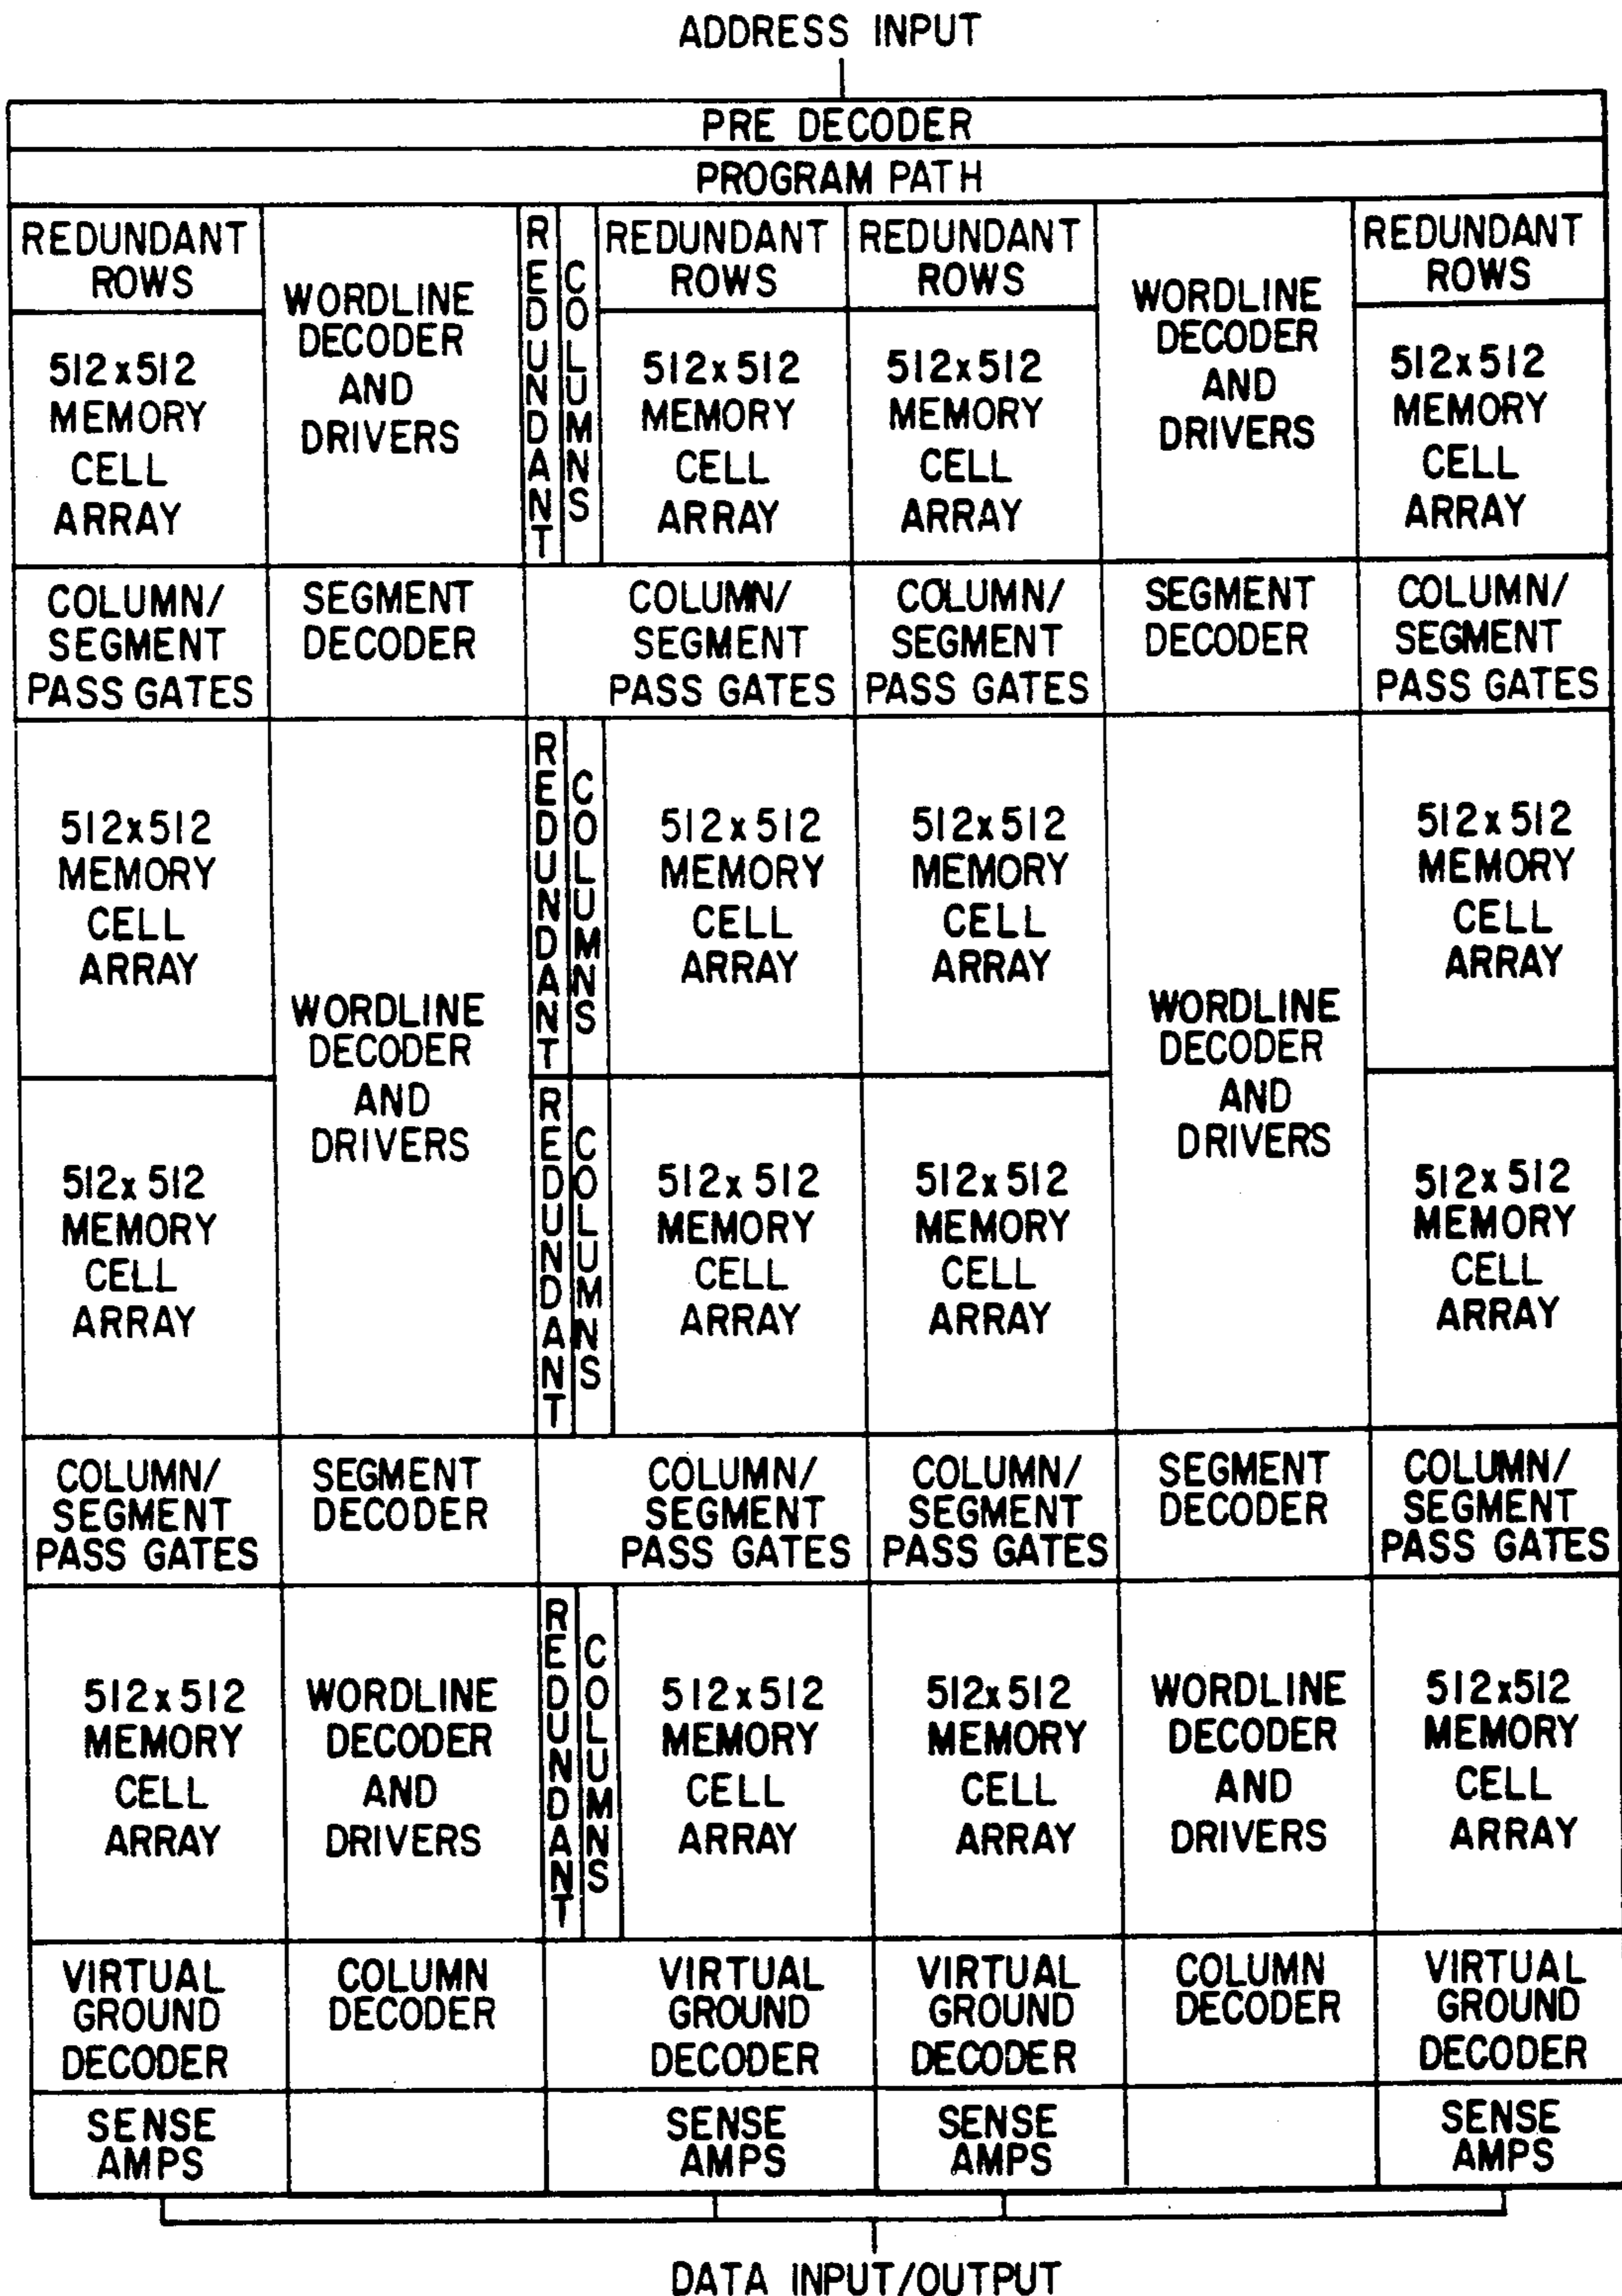 ADDRESS INPUT
PRE DECODER
PROGRAM PATH
REDUNDANT
ROWS
WORDLINE
DECODER
AND
DRIVERS
REDUNDANT
COLUMNS
REDUNDANT
ROWS
REDUNDANT
ROWS
WORDLINE
DECODER
AND
DRIVERS
REDUNDANT
ROWS
512x512
MEMORY
CELL
ARRAY
512x512
MEMORY
CELL
ARRAY
512x512
MEMORY
CELL
ARRAY
512x512
MEMORY
CELL
ARRAY
COLUMN/
SEGMENT
PASS GATES
SEGMENT
DECODER
COLUMN/
SEGMENT
PASS GATES
COLUMN/
SEGMENT
PASS GATES
SEGMENT
DECODER
COLUMN/
SEGMENT
PASS GATES
512x512
MEMORY
CELL
ARRAY
WORDLINE
DECODER
AND
DRIVERS
REDUNDANT
COLUMNS
512x512
MEMORY
CELL
ARRAY
512x512
MEMORY
CELL
ARRAY
WORDLINE
DECODER
AND
DRIVERS
512x512
MEMORY
CELL
ARRAY
512x512
MEMORY
CELL
ARRAY
REDUNDANT
COLUMNS
512x512
MEMORY
CELL
ARRAY
512x512
MEMORY
CELL
ARRAY
512x512
MEMORY
CELL
ARRAY
COLUMN/
SEGMENT
PASS GATES
SEGMENT
DECODER
COLUMN/
SEGMENT
PASS GATES
COLUMN/
SEGMENT
PASS GATES
SEGMENT
DECODER
COLUMN/
SEGMENT
PASS GATES
512x512
MEMORY
CELL
ARRAY
WORDLINE
DECODER
AND
DRIVERS
REDUNDANT
COLUMNS
512x512
MEMORY
CELL
ARRAY
512x512
MEMORY
CELL
ARRAY
WORDLINE
DECODER
AND
DRIVERS
512x512
MEMORY
CELL
ARRAY
VIRTUAL
GROUND
DECODER
COLUMN
DECODER
VIRTUAL
GROUND
DECODER
VIRTUAL
GROUND
DECODER
COLUMN
DECODER
VIRTUAL
GROUND
DECODER
SENSE
AMPS
SENSE
AMPS
SENSE
AMPS
SENSE
AMPS
DATA INPUT/OUTPUT